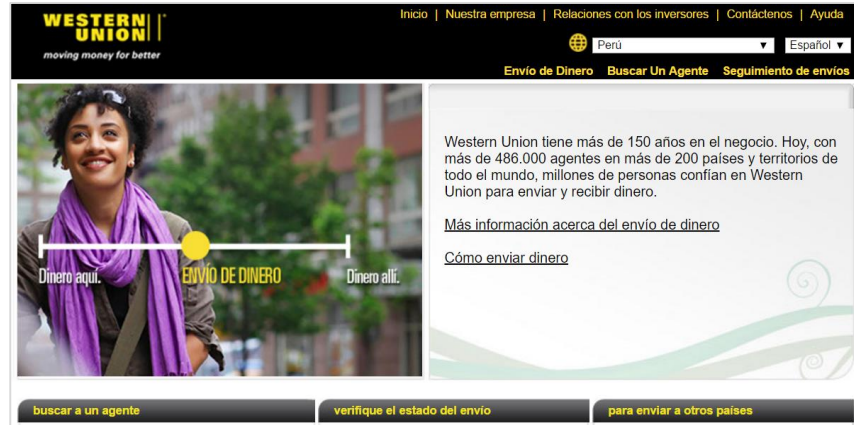 WESTERN
UNION
moving money for better
Inicio | Nuestra empresa | Relaciones con los inversores | Contáctenos | Ayuda
Perú
Español
Envío de Dinero Buscar Un Agente Seguimiento de envíos
Dinero aquí. ENVÍO DE DINERO Dinero allí.
Western Union tiene más de 150 años en el negocio. Hoy, con
más de 486.000 agentes en más de 200 países y territorios de
todo el mundo, millones de personas confían en Western
Union para enviar y recibir dinero.
Más información acerca del envío de dinero
Cómo enviar dinero
buscar a un agente
verifique el estado del envío
para enviar a otros países